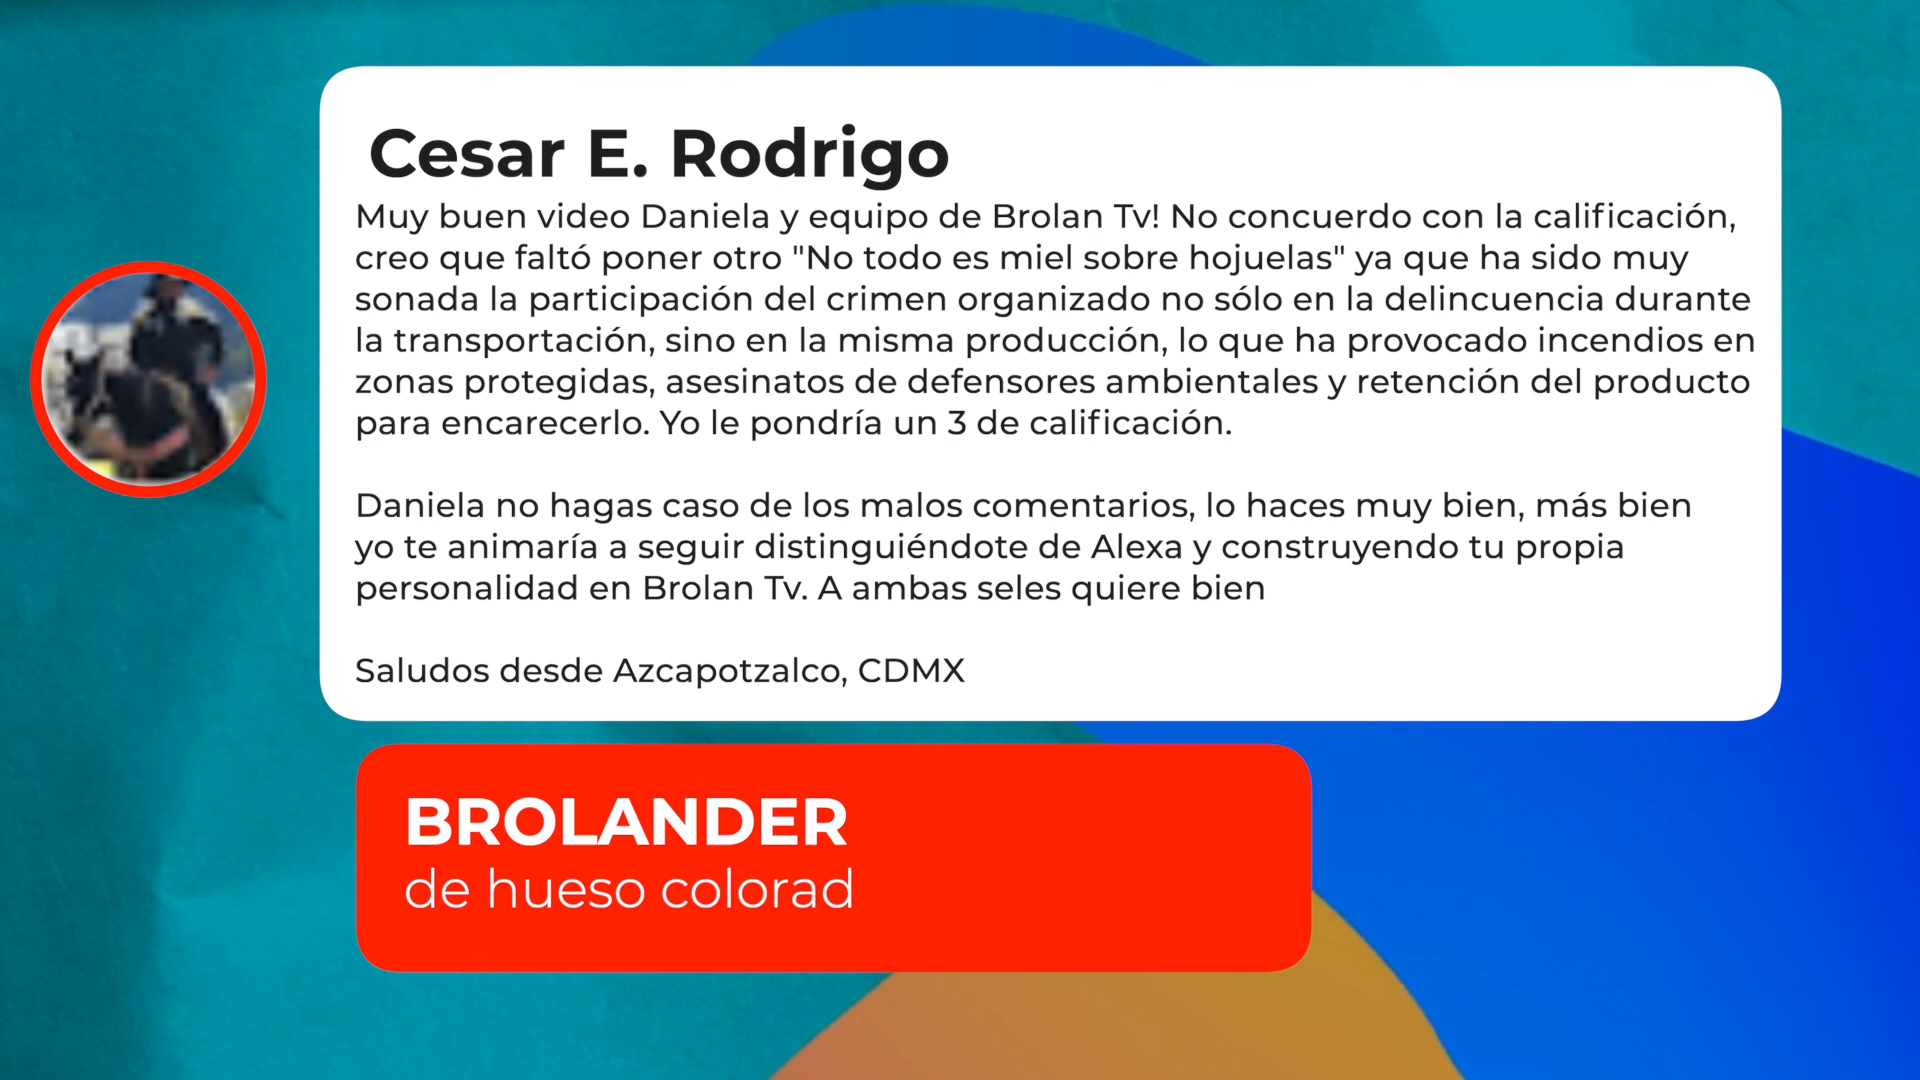 Cesar E. Rodrigo
Muy buen video Daniela y equipo de Brolan Tv! No concuerdo con la calificación,
creo que faltó poner otro "No todo es miel sobre hojuelas" ya que ha sido muy
sonada la participación del crimen organizado no sólo en la delincuencia durante
la transportación, sino en la misma producción, lo que ha provocado incendios en
zonas protegidas, asesinatos de defensores ambientales y retención del producto
para encarecerlo. Yo le pondría un 3 de calificación.
Daniela no hagas caso de los malos comentarios, lo haces muy bien, más bien
yo te animaría a seguir distinguiéndote de Alexa y construyendo tu propia
personalidad en Brolan Tv. A ambas seles quiere bien
Saludos desde Azcapotzalco, CDMX
BROLANDER
de hueso colorad